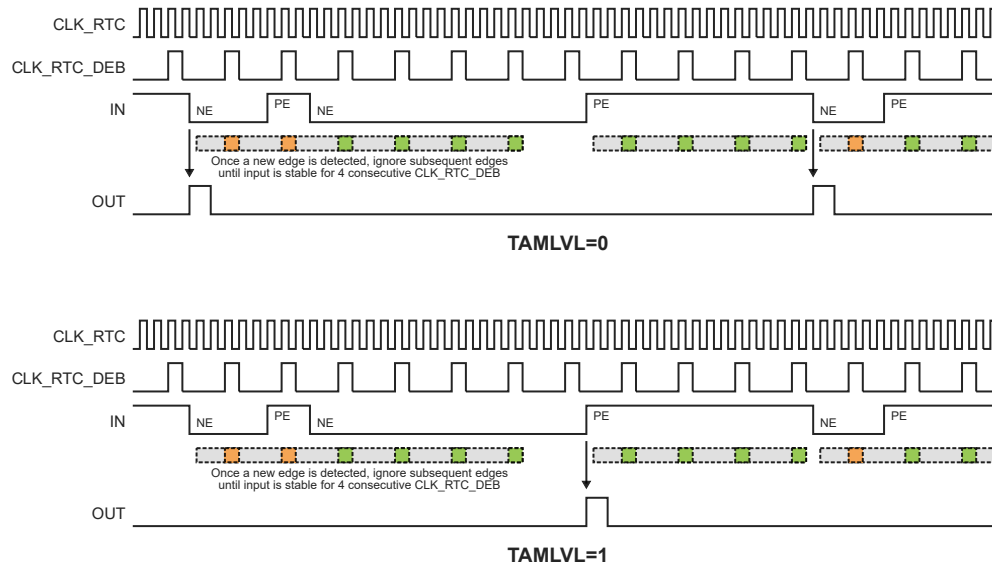 CLK_RTC
CLK_RTC_DEB
IN
NE
PE
NE
PE
NE
PE
Once a new edge is detected, ignore subsequent edges
until input is stable for 4 consecutive CLK_RTC_DEB
OUT
TAMLVL=0
CLK_RTC
CLK_RTC_DEB
IN
NE
PE
NE
PE
NE
PE
Once a new edge is detected, ignore subsequent edges
until input is stable for 4 consecutive CLK_RTC_DEB
OUT
TAMLVL=1